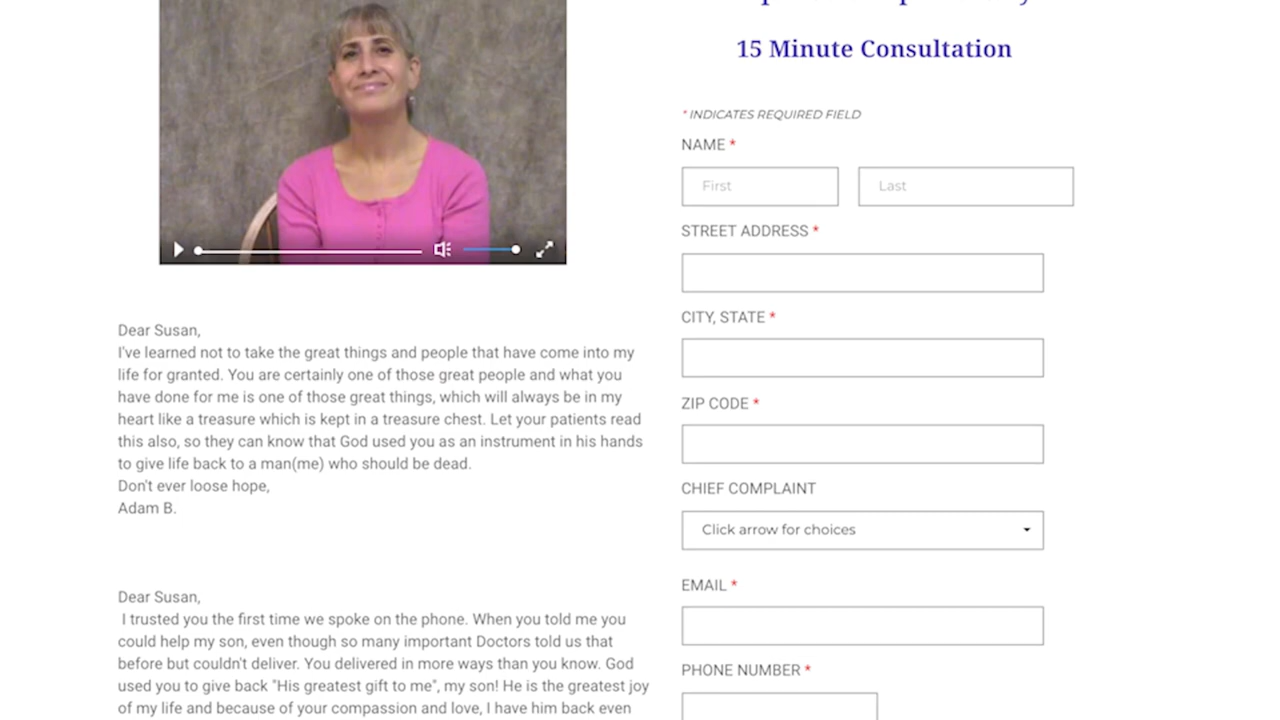 15 Minute Consultation
* INDICATES REQUIRED FIELD
NAME *
First
Last
STREET ADDRESS *
CITY, STATE *
ZIP CODE *
CHIEF COMPLAINT
Click arrow for choices
EMAIL *
PHONE NUMBER *
Dear Susan,
I've learned not to take the great things and people that have come into my
life for granted. You are certainly one of those great people and what you
have done for me is one of those great things, which will always be in my
heart like a treasure which is kept in a treasure chest. Let your patients read
this also, so they can know that God used you as an instrument in his hands
to give life back to a man(me) who should be dead.
Don't ever loose hope,
Adam B.
Dear Susan,
I trusted you the first time we spoke on the phone. When you told me you
could help my son, even though so many important Doctors told us that
before but couldn't deliver. You delivered in more ways than you know. God
used you to give back "His greatest gift to me", my son! He is the greatest joy
of my life and because of your compassion and love, I have him back even